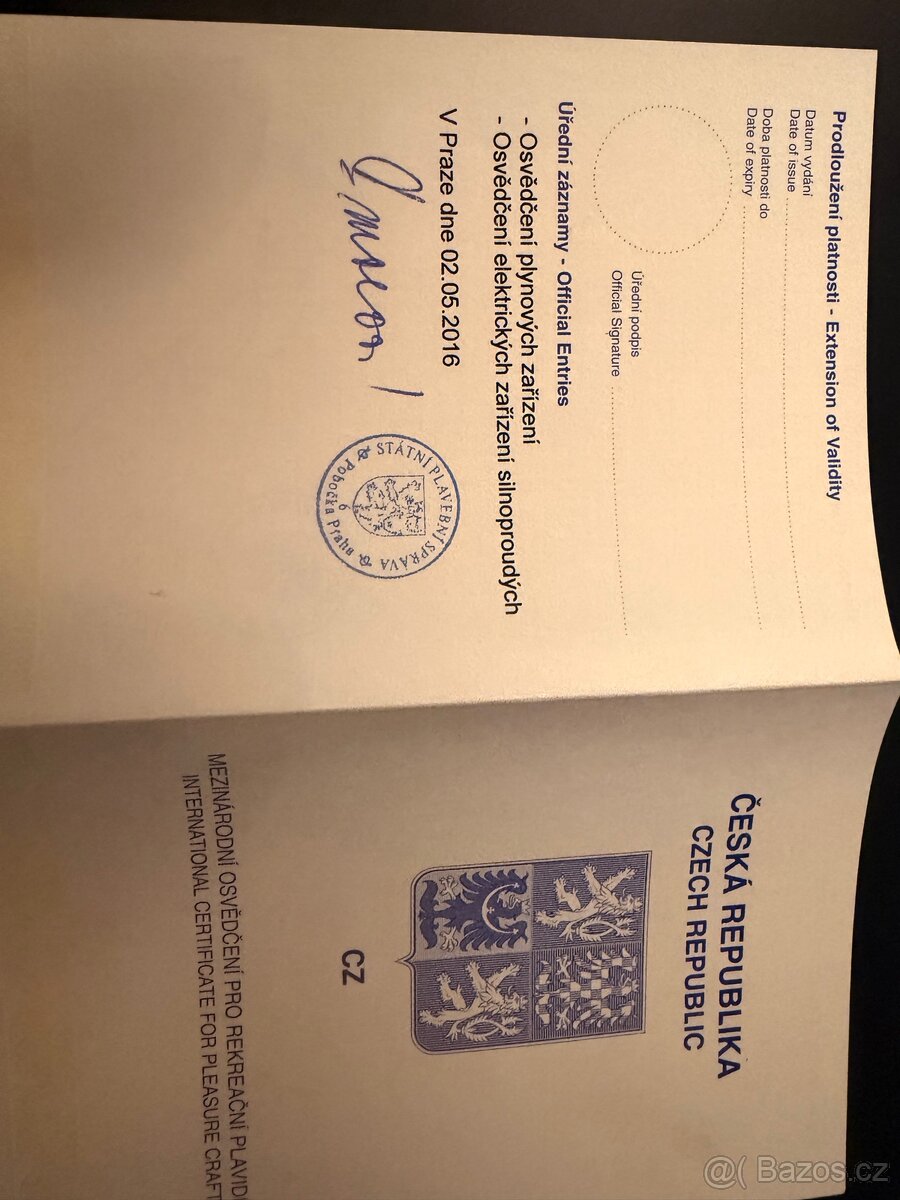 Prodloužení platnosti - Extension of Validity
Datum vydání
Date of issue
Doba platnosti do
Date of expiry
Úřední podpis
Official Signature
Úřední záznamy - Official Entries
- Osvědčení plynových zařízení
- Osvědčení elektrických zařízení silnoproudých
V Praze dne 02.05.2016
STÁTNÍ PLAVEBNÍ SPRÁVA
Pobočka Praha
6
ČESKÁ REPUBLIKA
CZECH REPUBLIC
CZ
MEZINÁRODNÍ OSVĚDČENÍ PRO REKREAČNÍ PLAVID
INTERNATIONAL CERTIFICATE FOR PLEASURE CRAFT
@( Bazos.cz